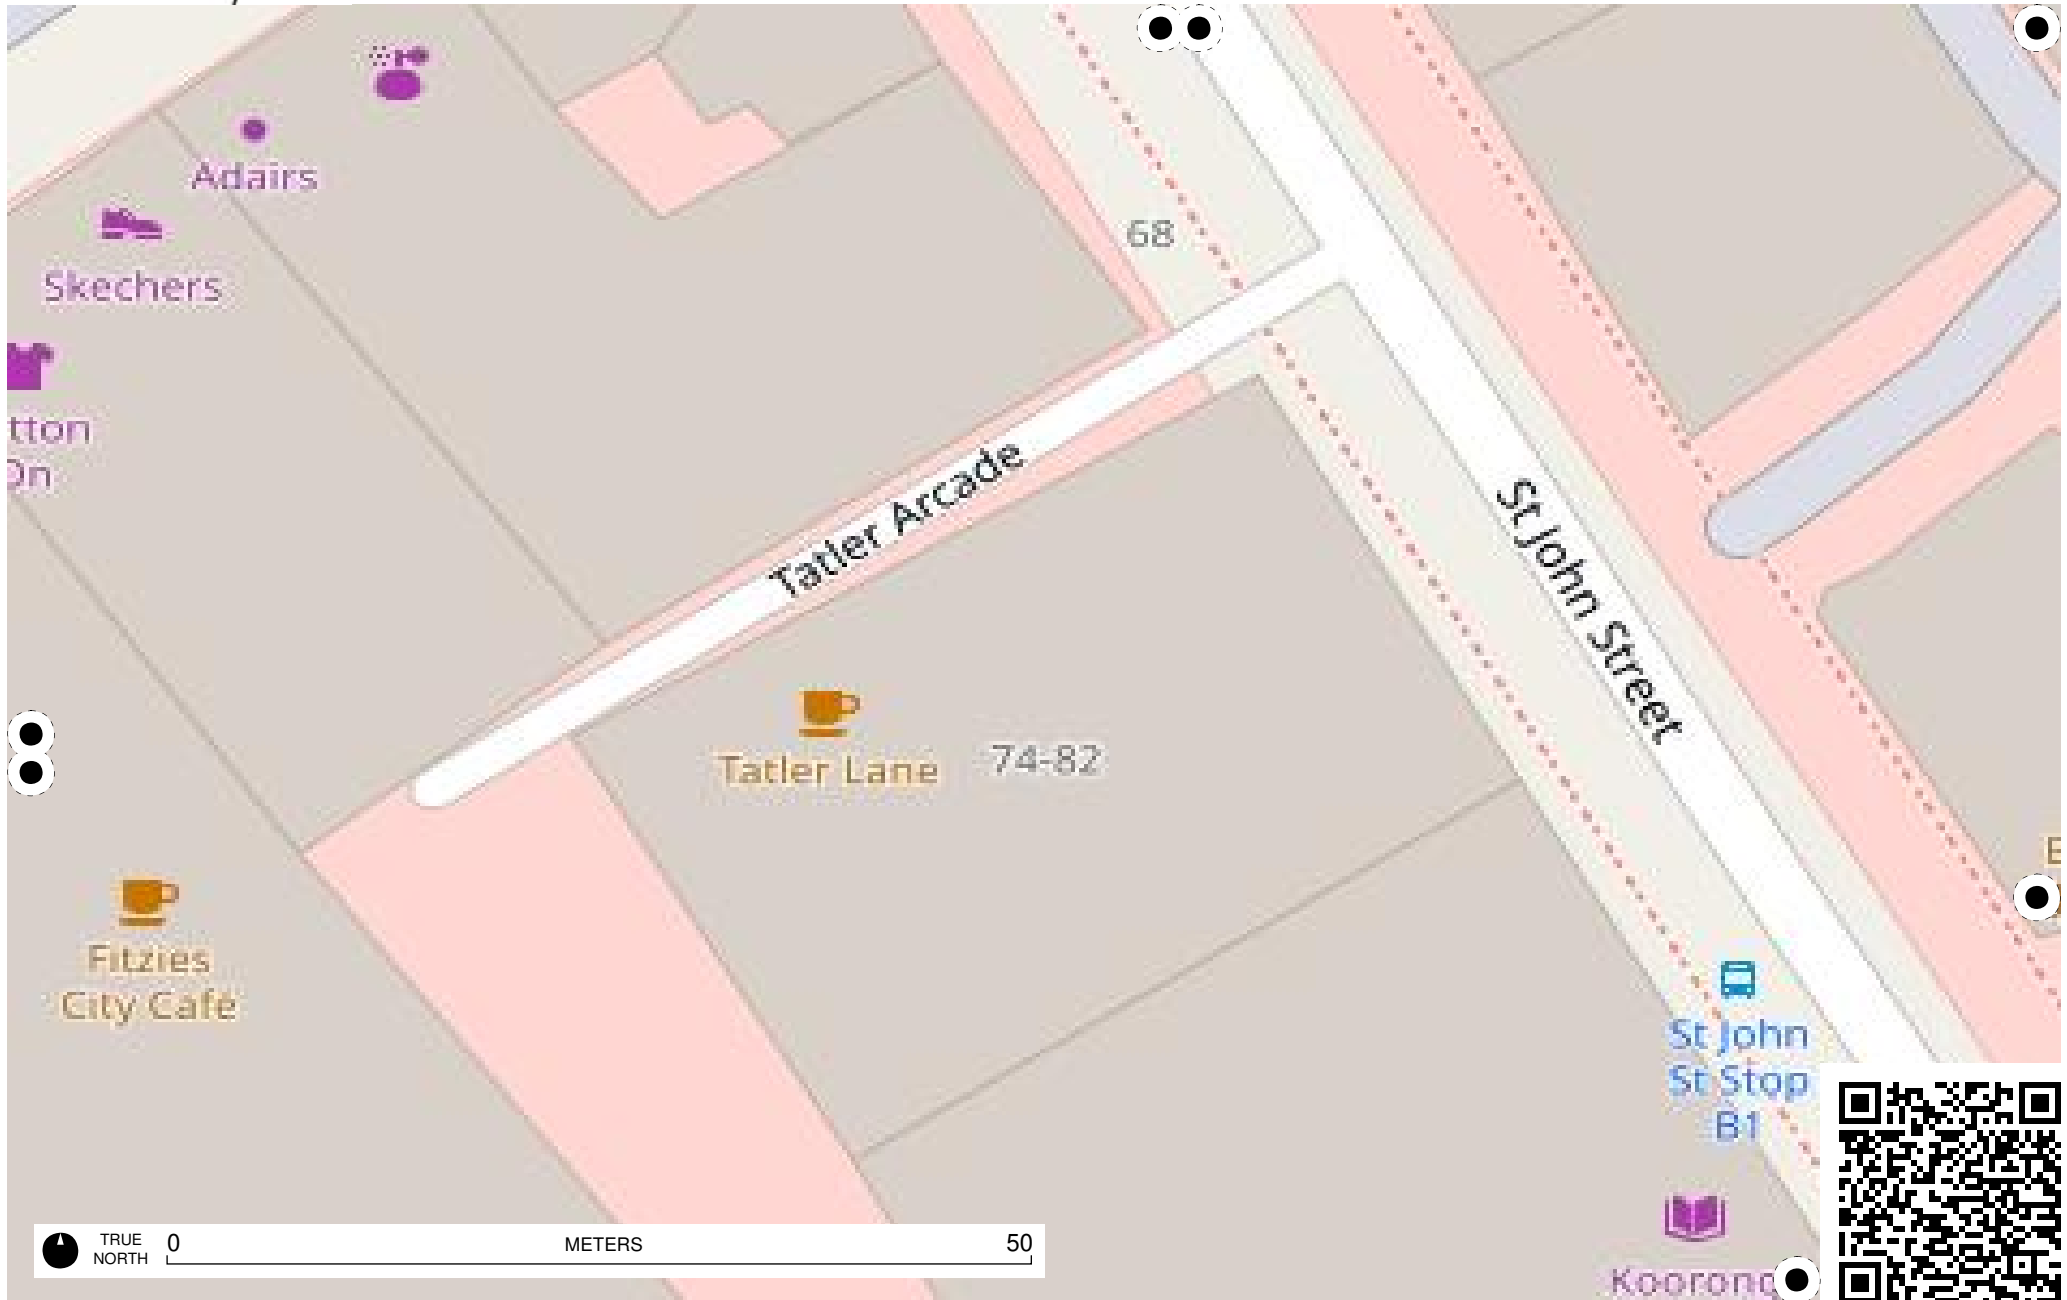 Adairs
68
Skechers
tton
On
Tatler Arcade
St John Street
Tatler Lane
74-82
Fitzies
City Cafe
St John
St Stop
B1
TRUE
NORTH
0
METERS
50
Koorong